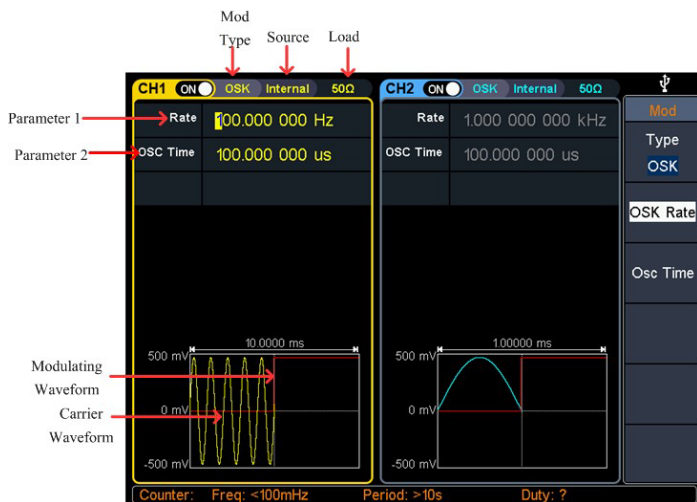 Mod
Type Source Load
CH1 ON OSK Internal 50Ω
CH2 ON OSK Internal 50Ω
Mod
Parameter 1
Rate 100.000 000 Hz
Rate 1.000 000 000 kHz
Type
OSK
Parameter 2
OSC Time 100.000 000 us
OSC Time 100.000 000 us
OSK Rate
Osc Time
10.0000 ms
1.00000 ms
500 mV
500 mV
Modulating
Waveform
0 mV
0 mV
Carrier
Waveform
-500 mV
-500 mV
Counter: Freq: <100mHz Period: >10s Duty: ?